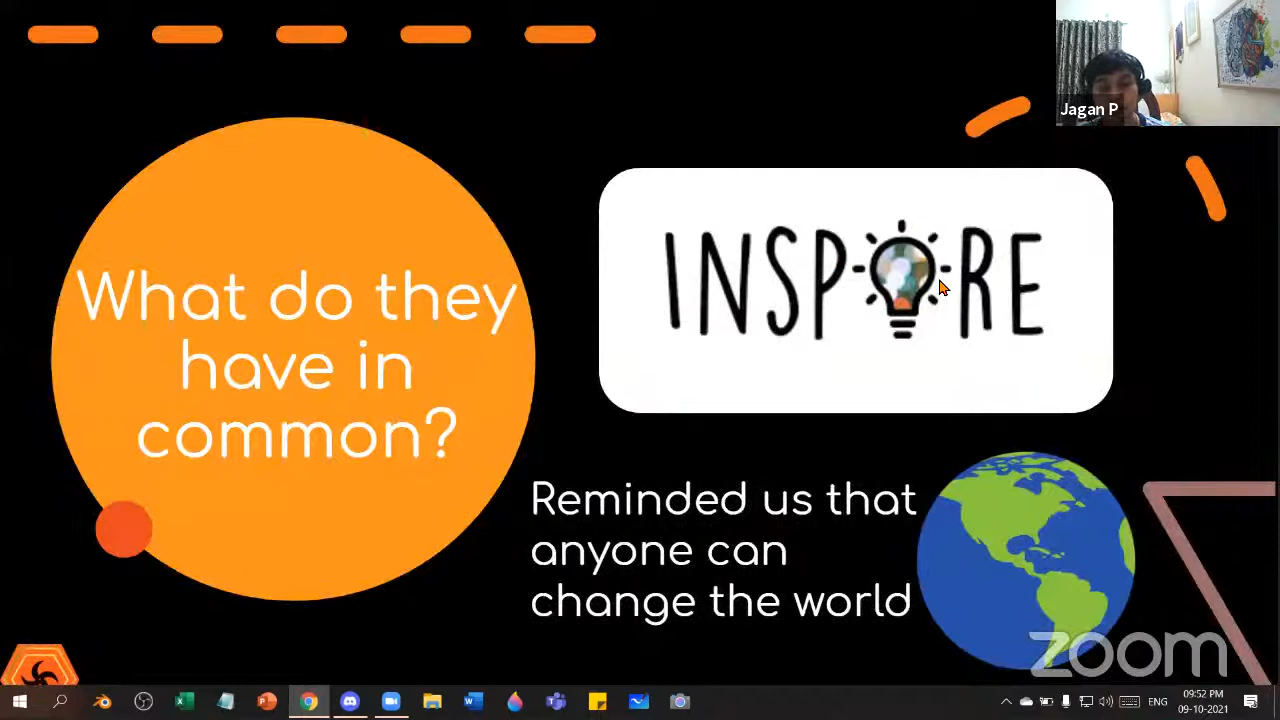 Jagan P
What do they
have in
common?
INSPIRE
Reminded us that
anyone can
change the world
zoom
ENG
09:52 PM
09-10-2021